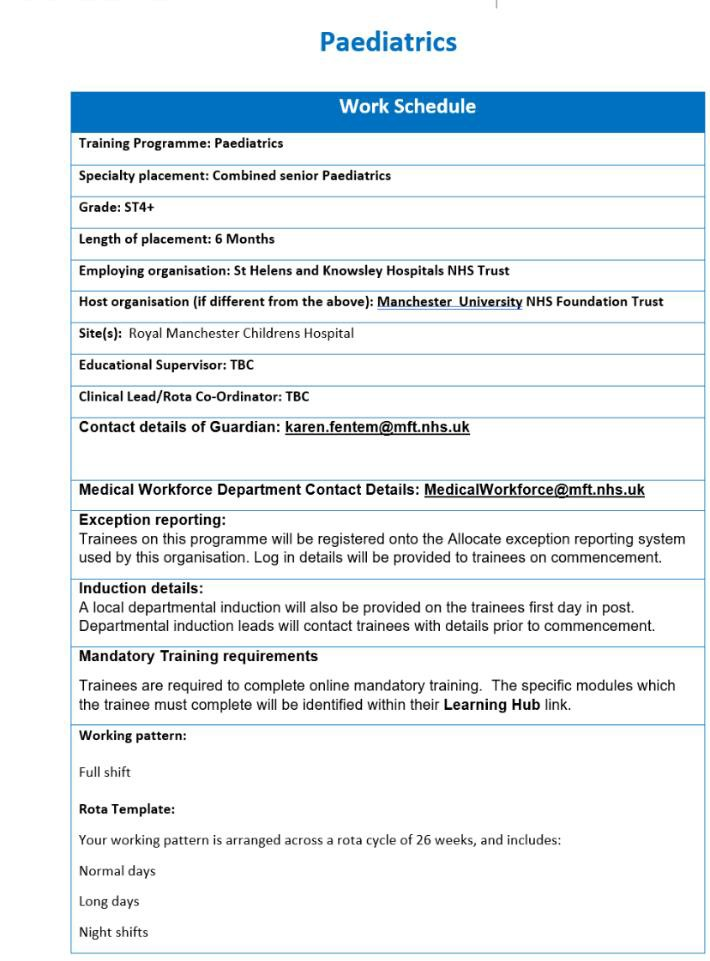 Paediatrics
Work Schedule
Training Programme: Paediatrics
Specialty placement: Combined senior Paediatrics
Grade: ST4+
Length of placement: 6 Months
Employing organisation: St Helens and Knowsley Hospitals NHS Trust
Host organisation (if different from the above): Manchester University NHS Foundation Trust
Site(s): Royal Manchester Childrens Hospital
Educational Supervisor: TBC
Clinical Lead/Rota Co-Ordinator: TBC
Contact details of Guardian: karen.fentem@mft.nhs.uk
Medical Workforce Department Contact Details: MedicalWorkforce@mft.nhs.uk
Exception reporting:
Trainees on this programme will be registered onto the Allocate exception reporting system
used by this organisation. Log in details will be provided to trainees on commencement.
Induction details:
A local departmental induction will also be provided on the trainees first day in post.
Departmental induction leads will contact trainees with details prior to commencement.
Mandatory Training requirements
Trainees are required to complete online mandatory training. The specific modules which
the trainee must complete will be identified within their Learning Hub link.
Working pattern:
Full shift
Rota Template:
Your working pattern is arranged across a rota cycle of 26 weeks, and includes:
Normal days
Long days
Night shifts